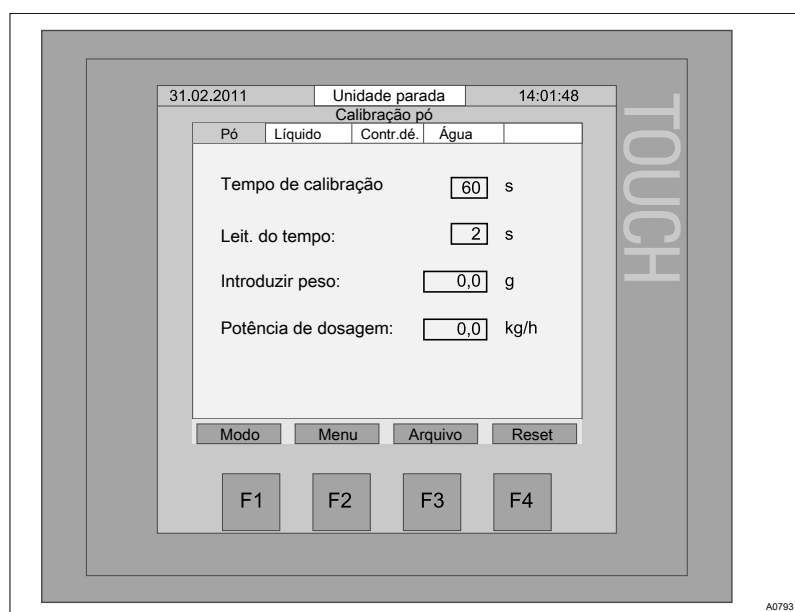 31.02.2011 Unidade parada 14:01:48
Calibração pó
Pó Líquido Contr.dé. Água
Tempo de calibração 60 s
Leit. do tempo: 2 s
Introduzir peso: 0,0 g
Potência de dosagem: 0,0 kg/h
Modo Menu Arquivo Reset
F1 F2 F3 F4
TOUCH
A0793